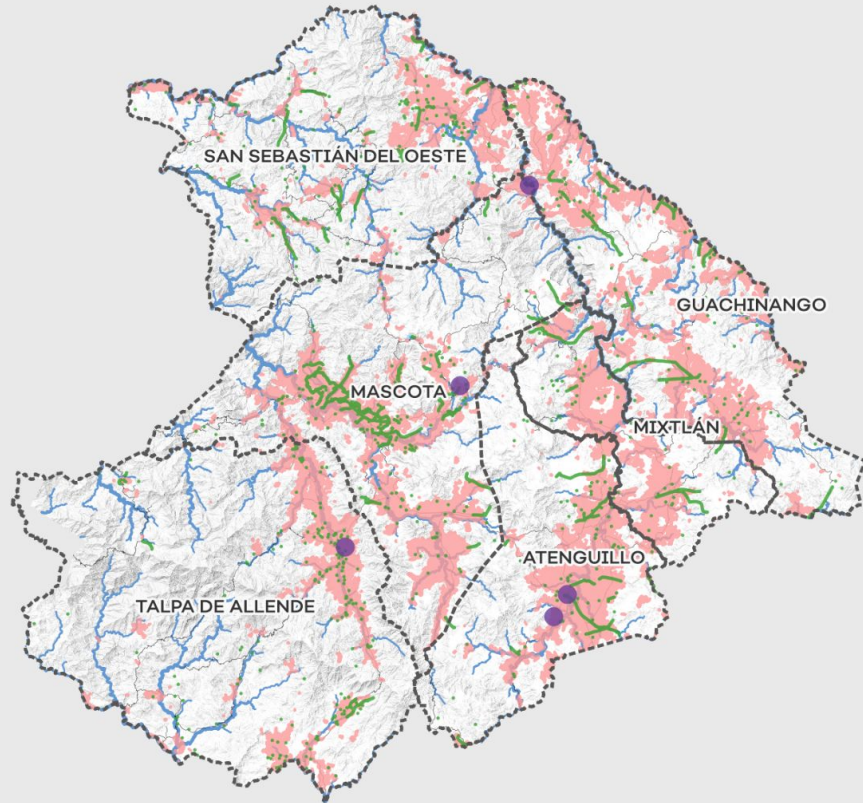 SAN SEBASTIÁN DEL OESTE
GUACHINANGO
MASCOTA
MIXTLÁN
ATENGUILLO
TALPA DE ALLENDE